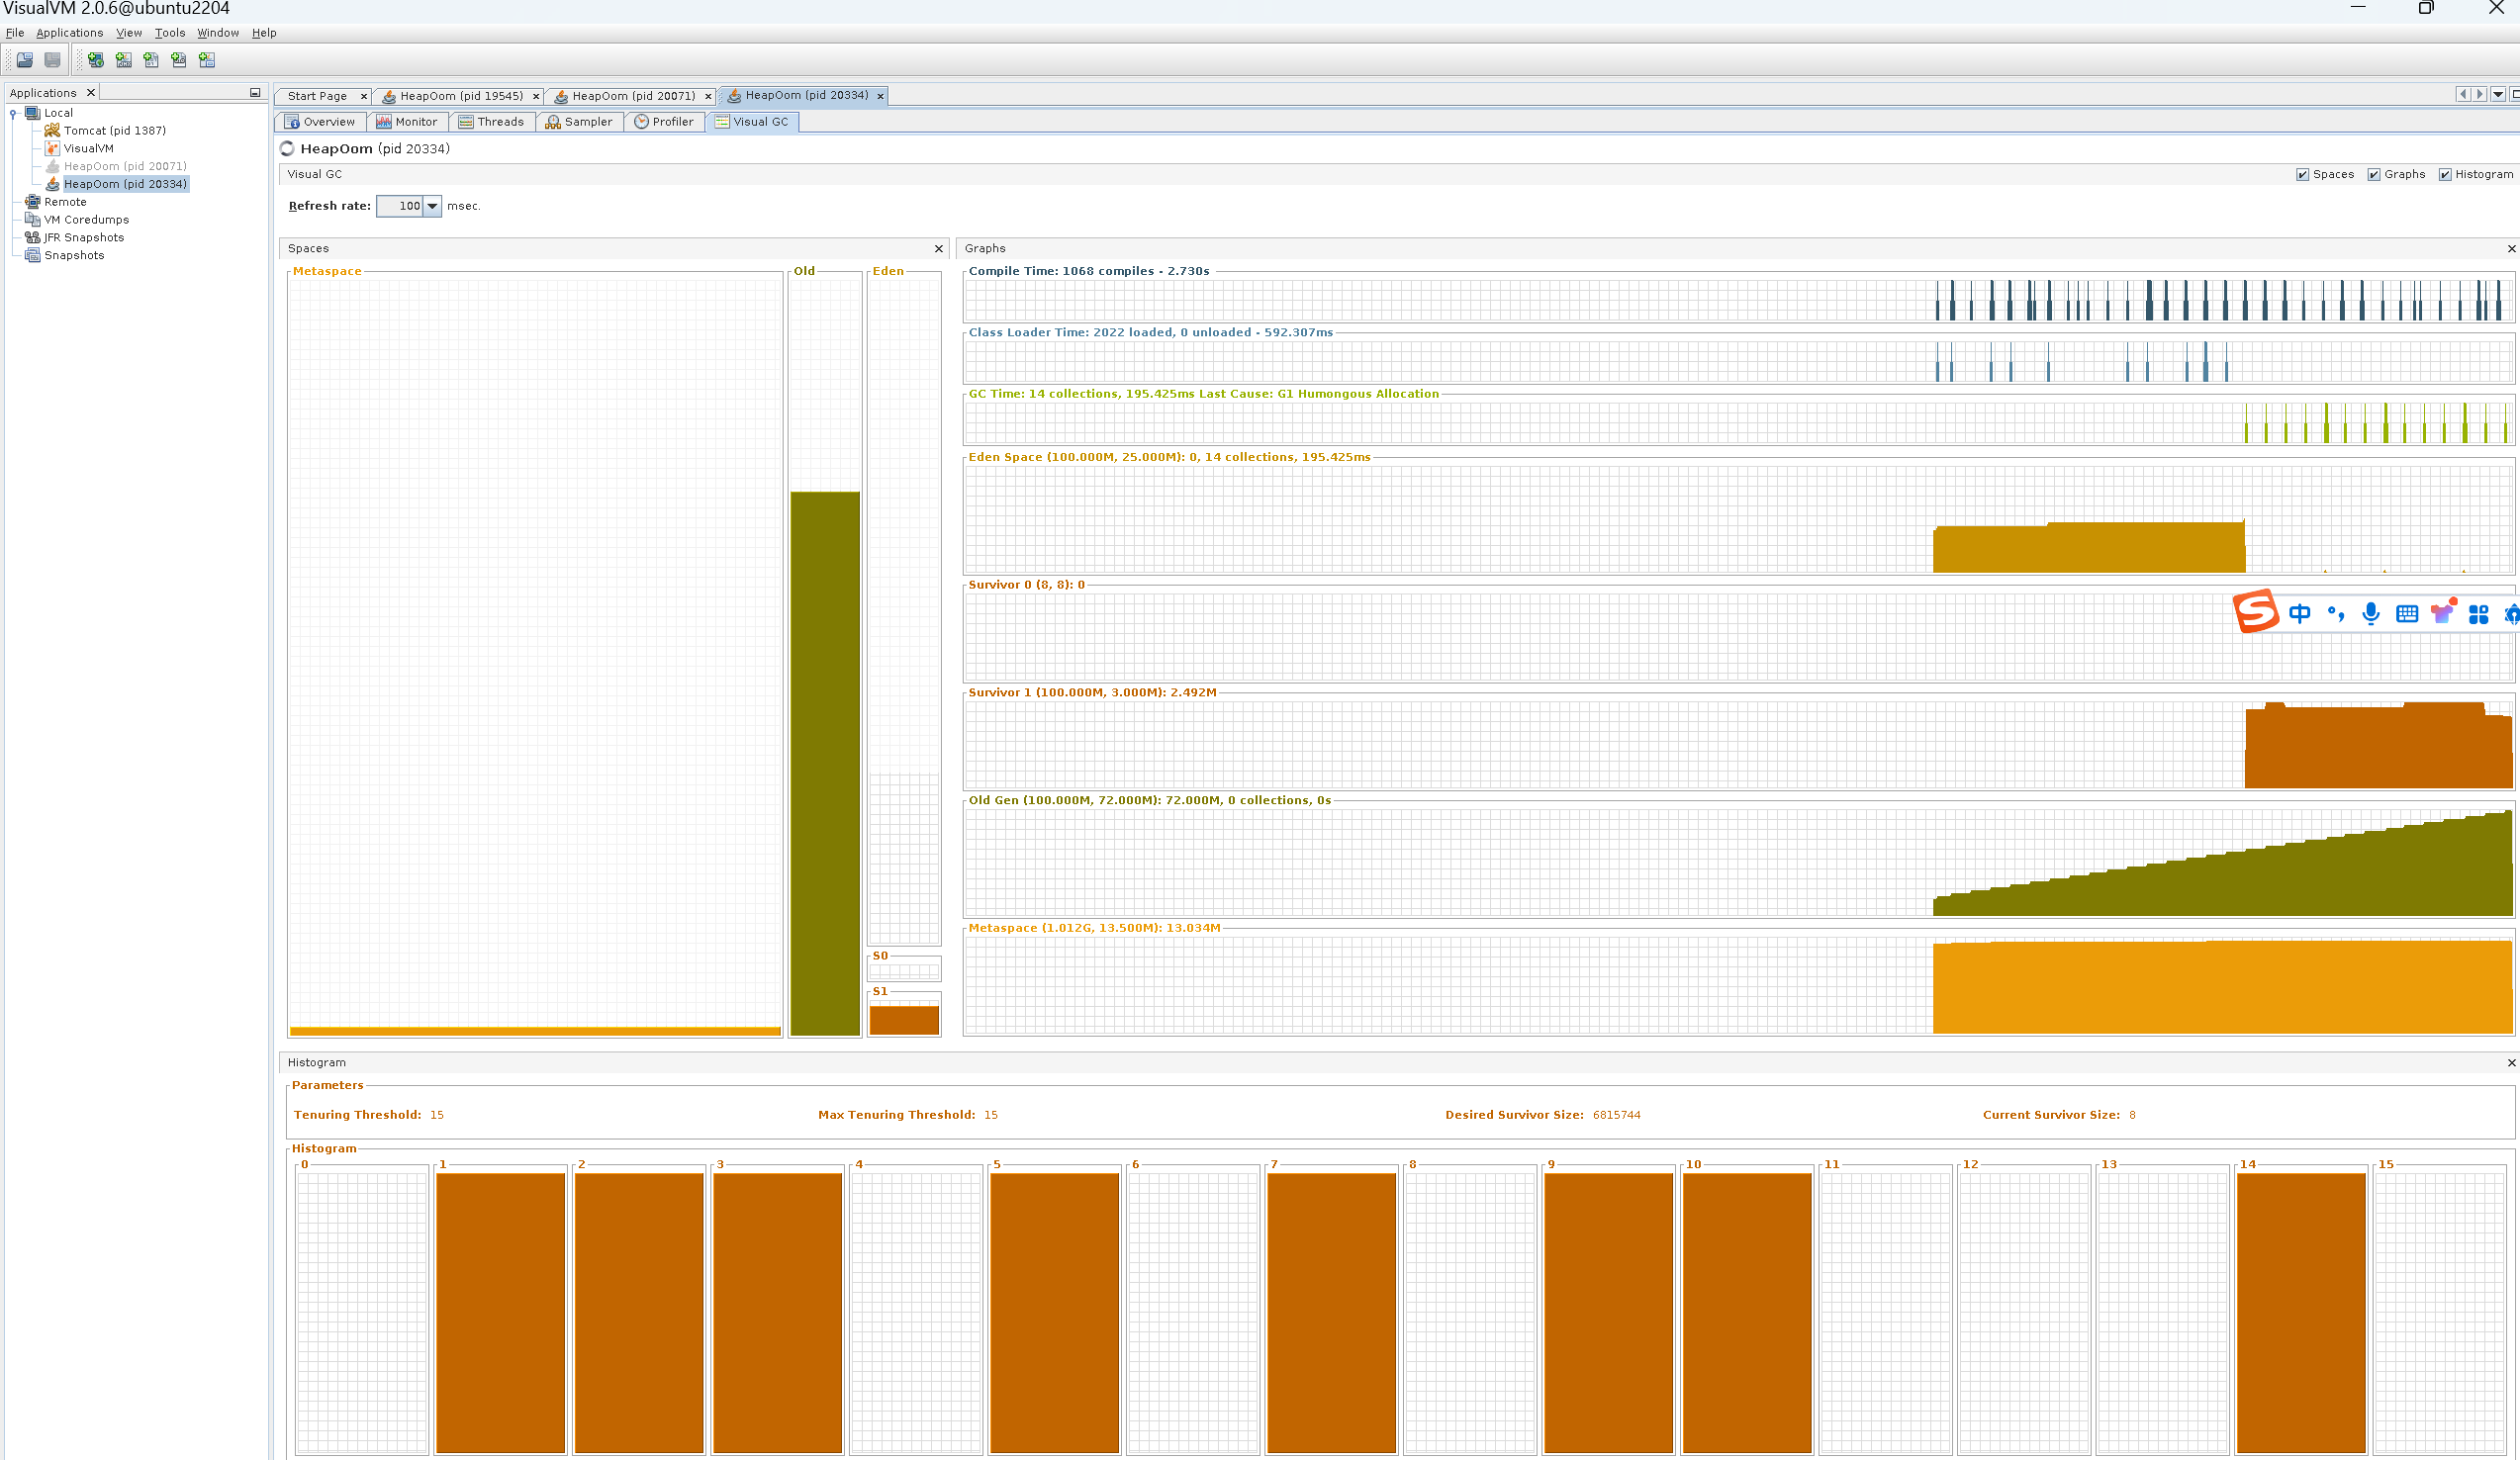 VisualVM 2.0.6@ubuntu2204
File Applications View Tools Window Help
Applications
Local
Tomcat (pid 1387)
VisualVM
HeapOom (pid 20071)
HeapOom (pid 20334)
Remote
VM Coredumps
JFR Snapshots
Snapshots
Start Page HeapOom (pid 19545) HeapOom (pid 20071) HeapOom (pid 20334)
Overview Monitor Threads Sampler Profiler Visual GC
HeapOom (pid 20334)
Visual GC Spaces Graphs Histogram
Refresh rate: 100 msec.
Spaces
Metaspace Old Eden
S0
S1
Graphs
Compile Time: 1068 compiles - 2.730s
Class Loader Time: 2022 loaded, 0 unloaded - 592.307ms
GC Time: 14 collections, 195.425ms Last Cause: G1 Humongous Allocation
Eden Space (100.000M, 25.000M): 0, 14 collections, 195.425ms
Survivor 0 (8, 8): 0
S 中
Survivor 1 (100.000M, 3.000M): 2.492M
Old Gen (100.000M, 72.000M): 72.000M, 0 collections, 0s
Metaspace (1.012G, 13.500M): 13.034M
Histogram
Parameters
Tenuring Threshold: 15 Max Tenuring Threshold: 15 Desired Survivor Size: 6815744 Current Survivor Size: 8
Histogram
0 1 2 3 4 5 6 7 8 9 10 11 12 13 14 15